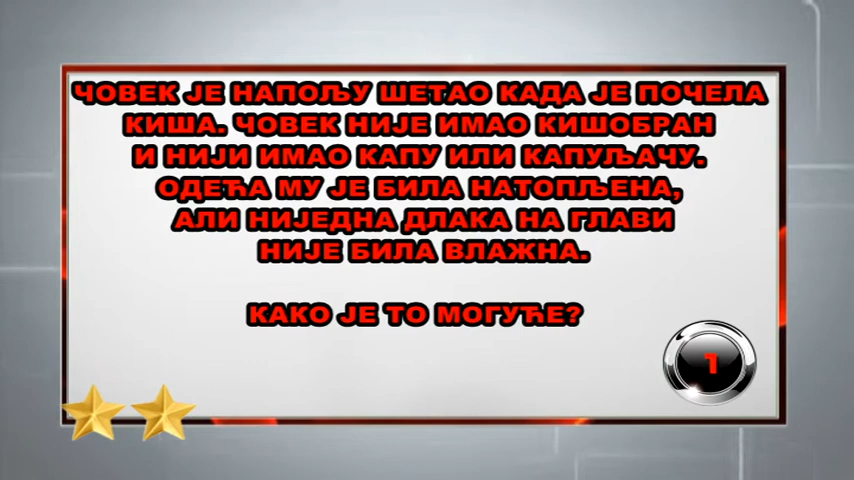 ЧОВЕК ЈЕ НАПОЉУ ШЕТАО КАДА ЈЕ ПОЧЕЛА
КИША. ЧОВЕК НИЈЕ ИМАО КИШОБРАН
И НИЈИ ИМАО КАПУ ИЛИ КАПУЉАЧУ.
ОДЕЋА МУ ЈЕ БИЛА НАТОПЉЕНА,
АЛИ НИЈЕДНА ДЛАКА НА ГЛАВИ
НИЈЕ БИЛА ВЛАЖНА.
КАКО ЈЕ ТО МОГУЋЕ?
1